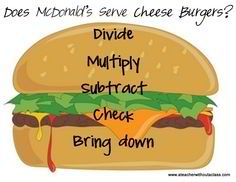 Does McDonald's Serve Cheese Burgers?
Divide
Multiply
Subtract
Check
Bring down
www.ateacherwithoutaclass.com